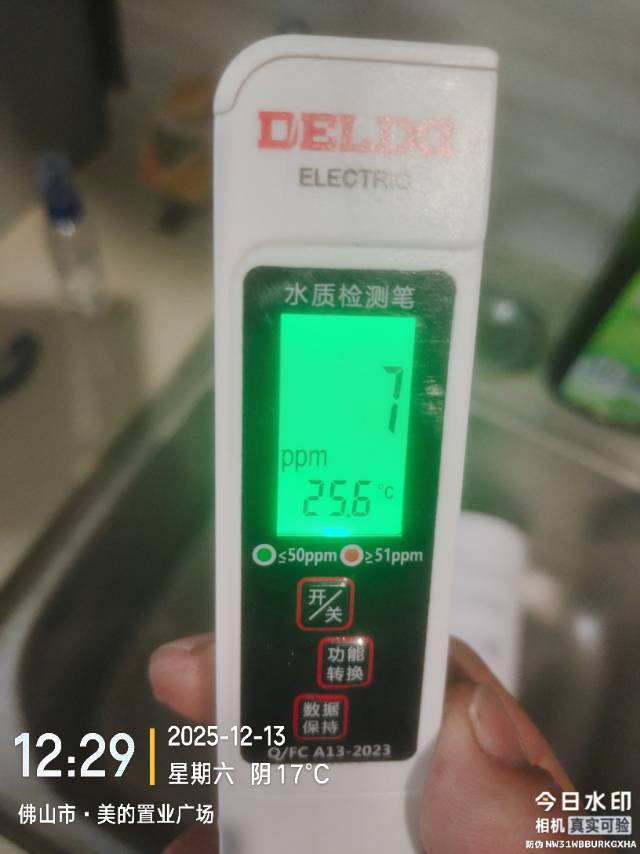 DELIXI
ELECTRIC
水质检测笔
7
ppm
25.6 °C
≤50ppm ≥51ppm
开/关
功能
转换
数据
保持
Q/FC A13-2023
12:29
2025-12-13
星期六 阴 17°C
佛山市·美的置业广场
今日水印
相机 真实可验
防伪 NW31WBBURKGXHA